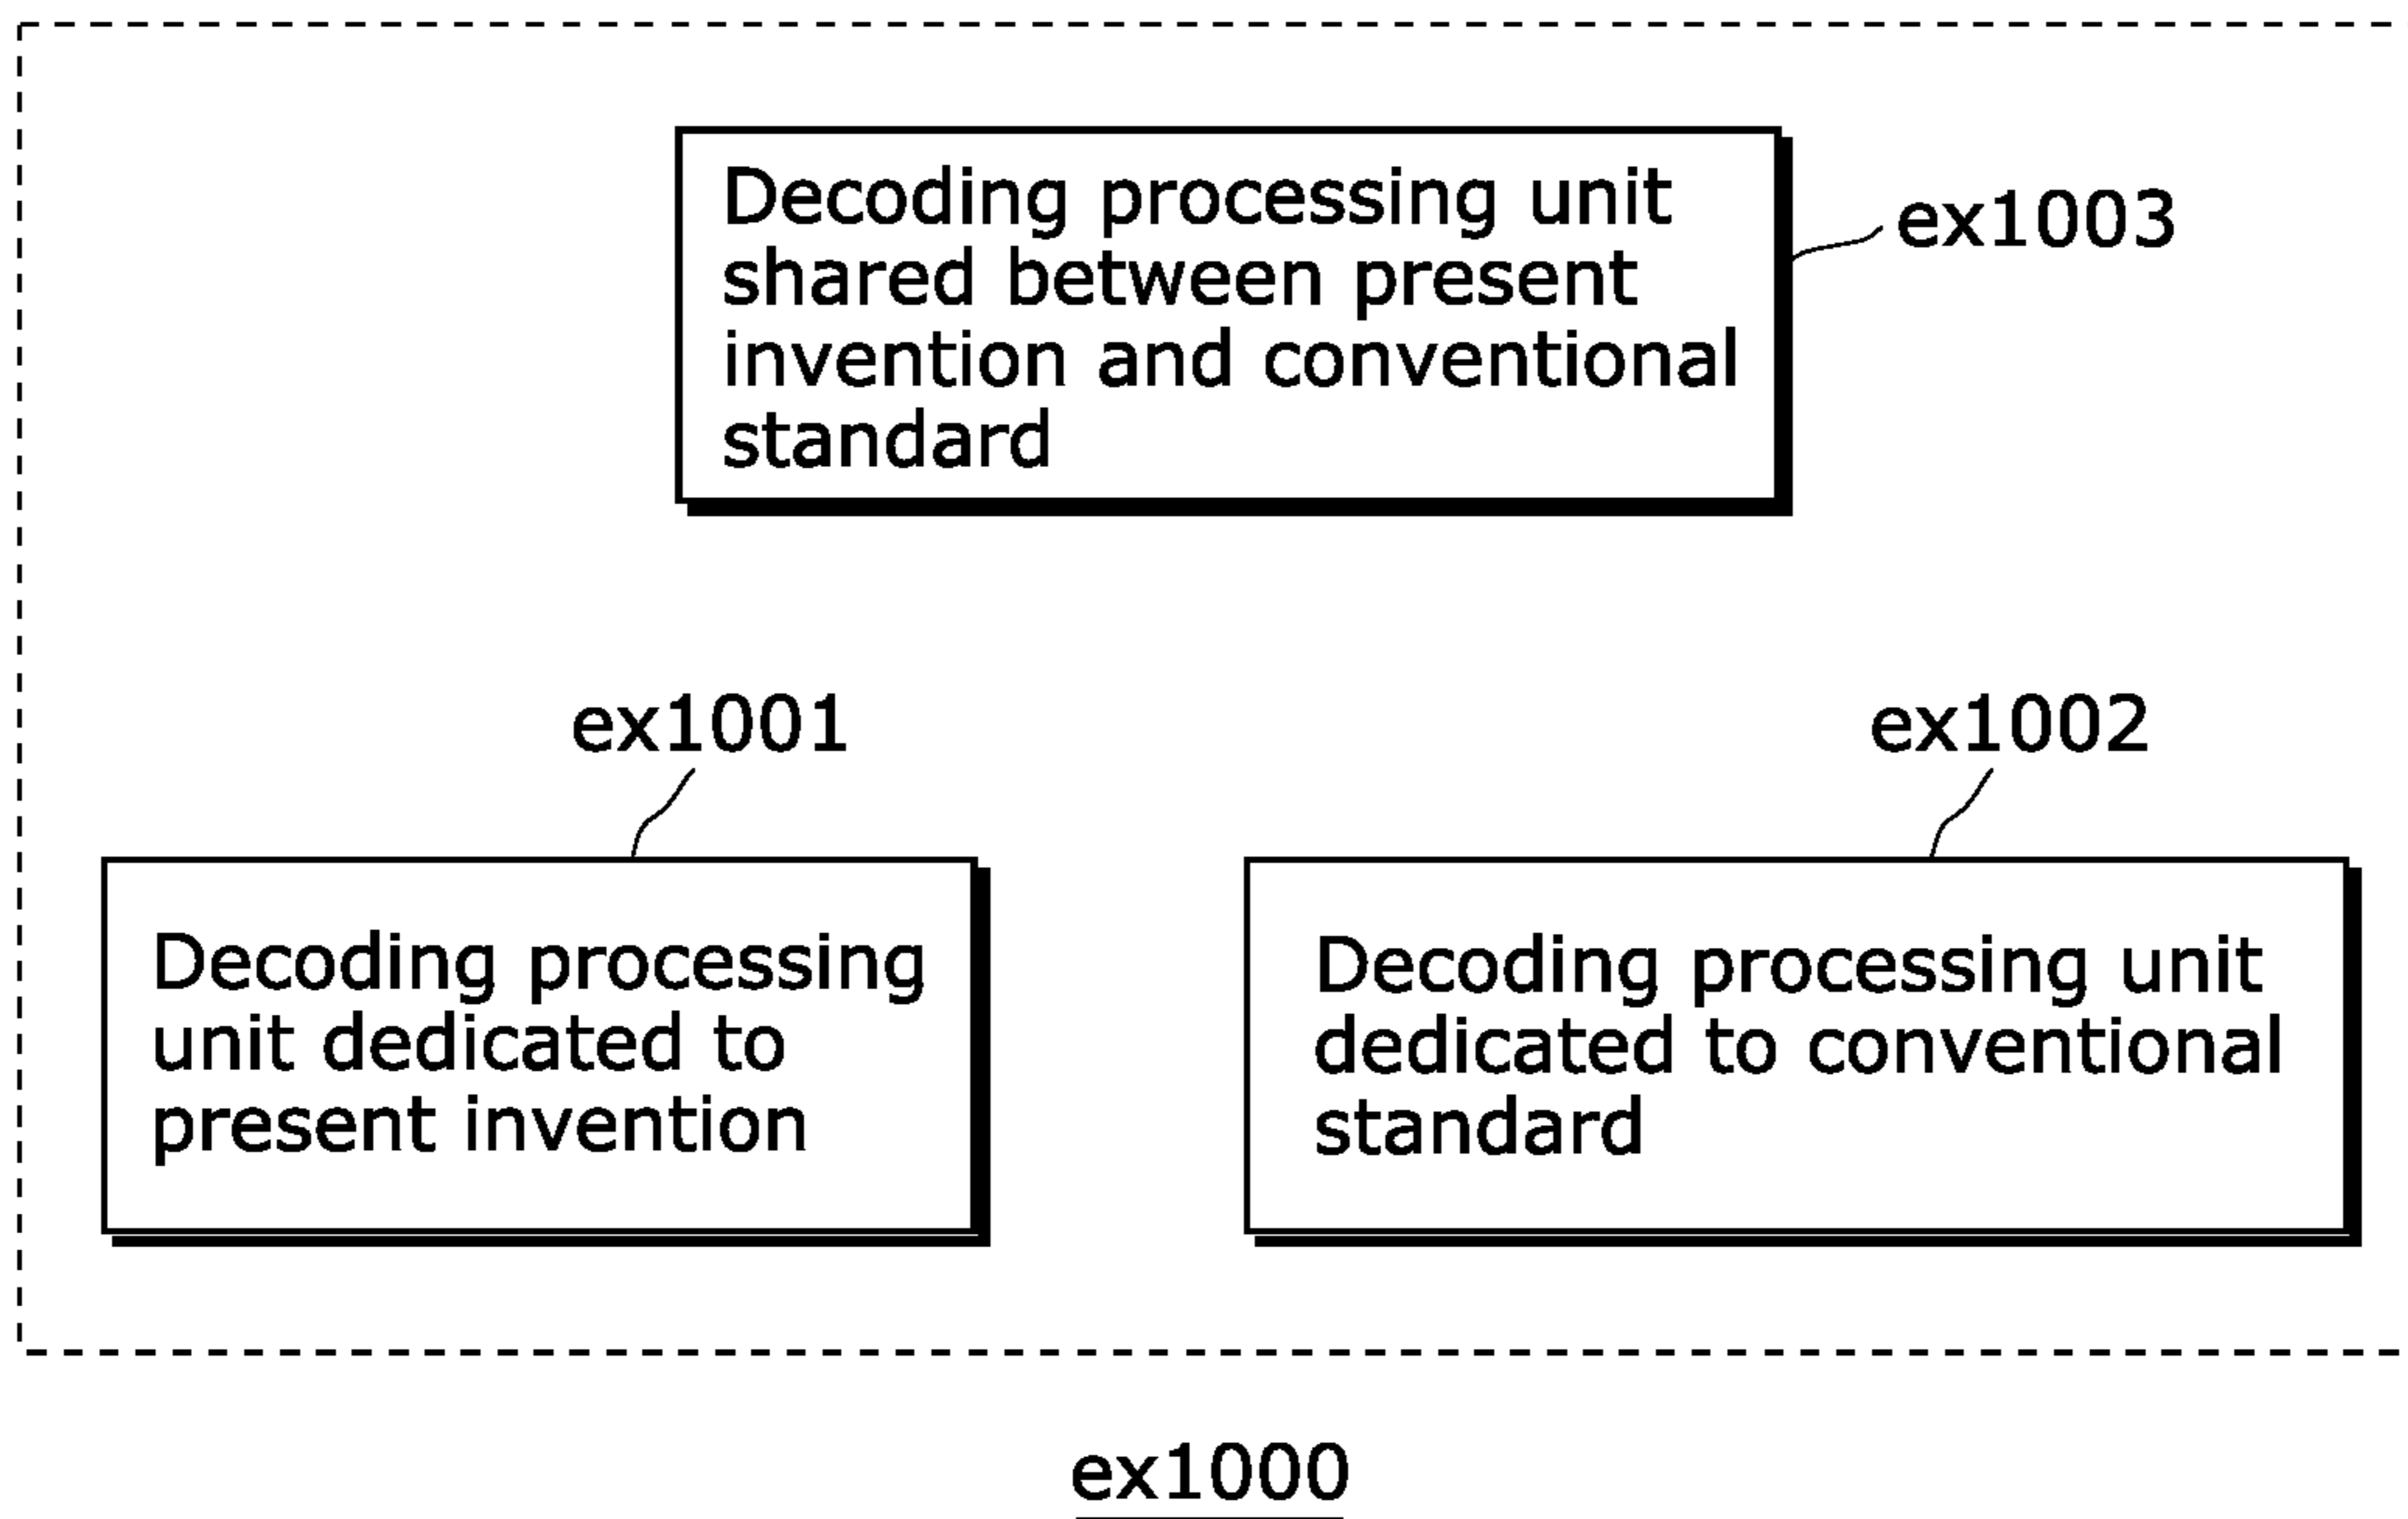 Decoding processing unit
shared between present
invention and conventional
standard
ex1003
ex1001
ex1002
Decoding processing
unit dedicated to
present invention
Decoding processing unit
dedicated to conventional
standard
ex1000